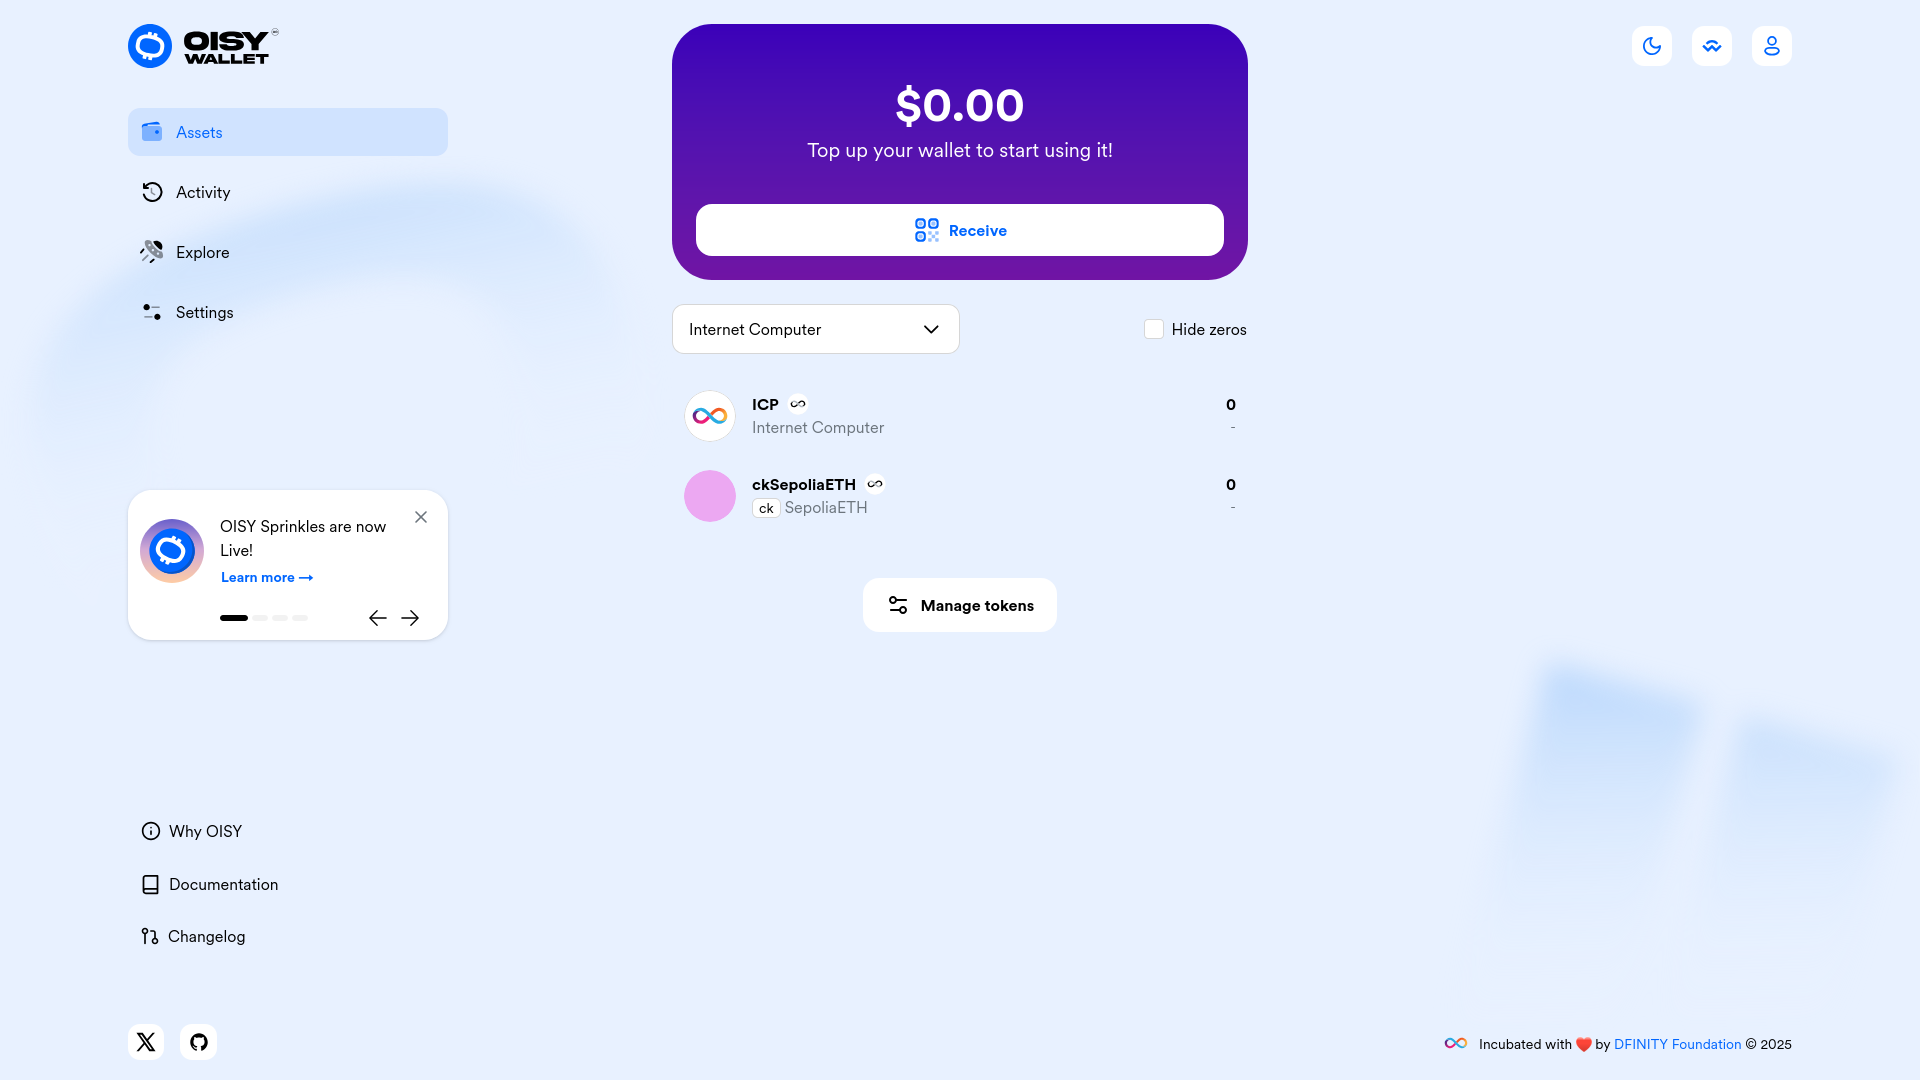 OISY
WALLET
Assets
Activity
Explore
Settings
OISY Sprinkles are now
Live!
Learn more →
Why OISY
Documentation
Changelog
$0.00
Top up your wallet to start using it!
Receive
Internet Computer
Hide zeros
ICP
0
Internet Computer
-
ckSepoliaETH
0
ck SepoliaETH
-
Manage tokens
Incubated with ❤️ by DFINITY Foundation © 2025